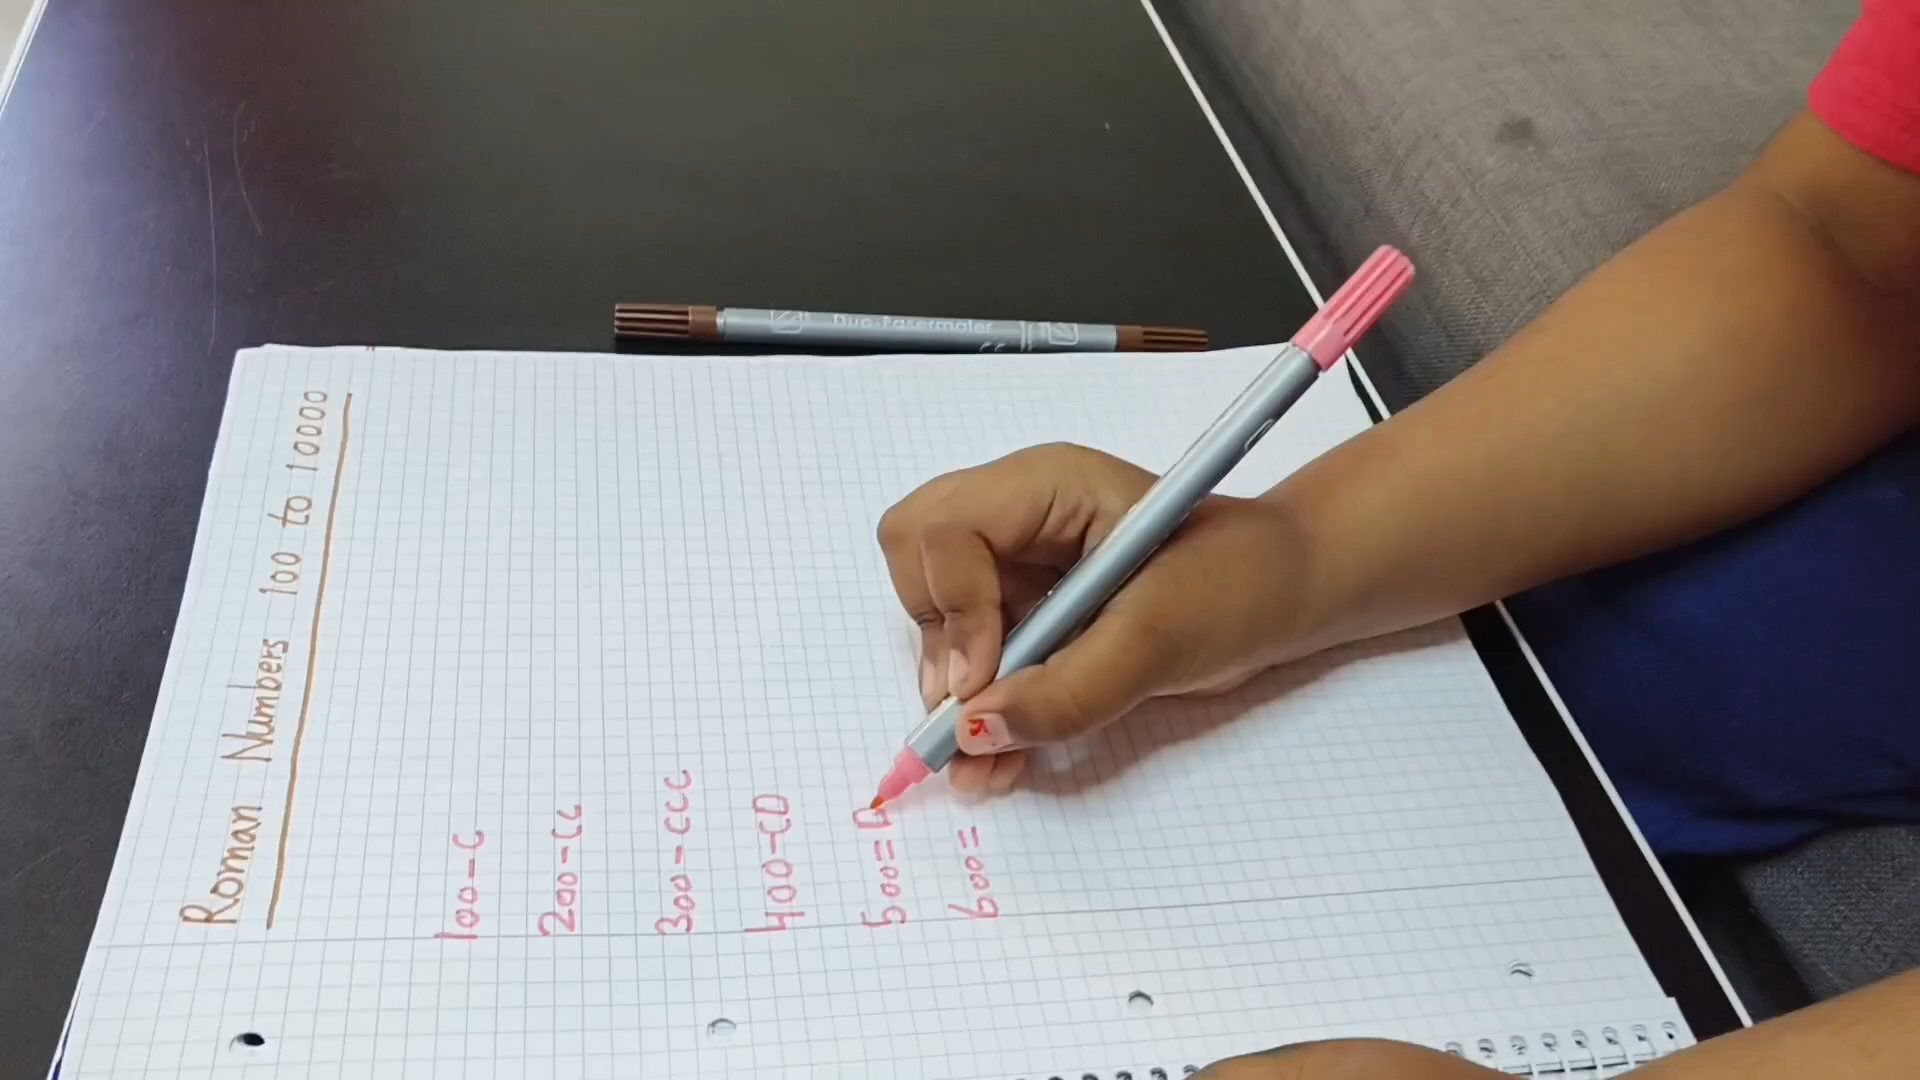 Roman Numbers 100 to 10000
100-C
200-CC
300-CCC
400-CD
500=D
600=
Duo-Fasermaler